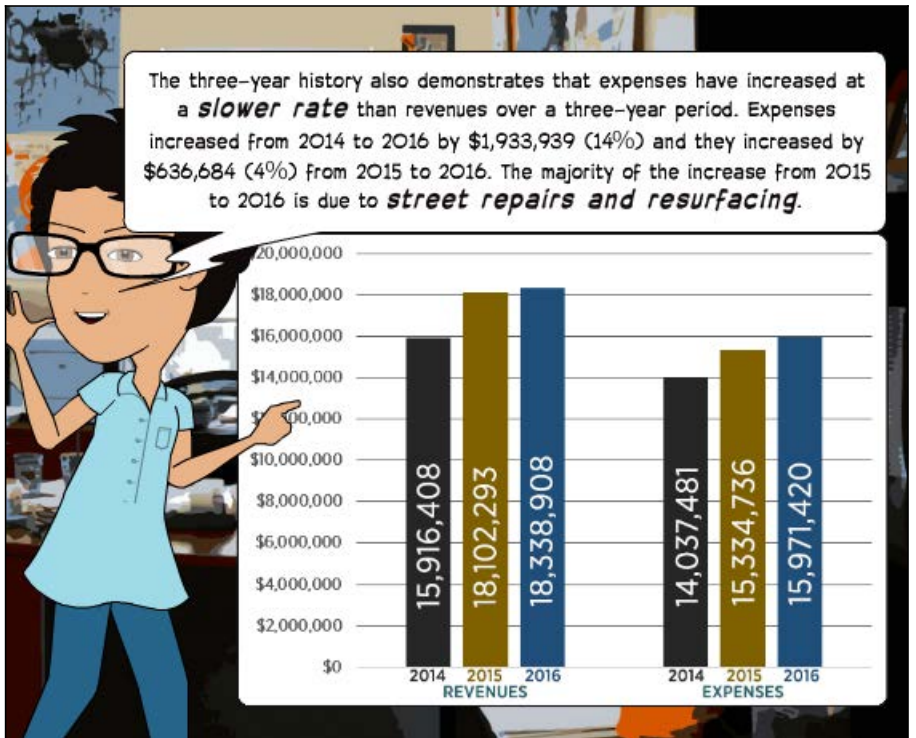 The three-year history also demonstrates that expenses have increased at
a slower rate than revenues over a three-year period. Expenses
increased from 2014 to 2016 by $1,933,939 (14%) and they increased by
$636,684 (4%) from 2015 to 2016. The majority of the increase from 2015
to 2016 is due to street repairs and resurfacing.
20,000,000
$18,000,000
$16,000,000
$14,000,000
$10,000,000
$8,000,000
$6,000,000
$4,000,000
$2,000,000
$0
15,916,408
18,102,293
18,338,908
14,037,481
15,334,736
15,971,420
2014 2015 2016 2014 2015 2016
REVENUES EXPENSES